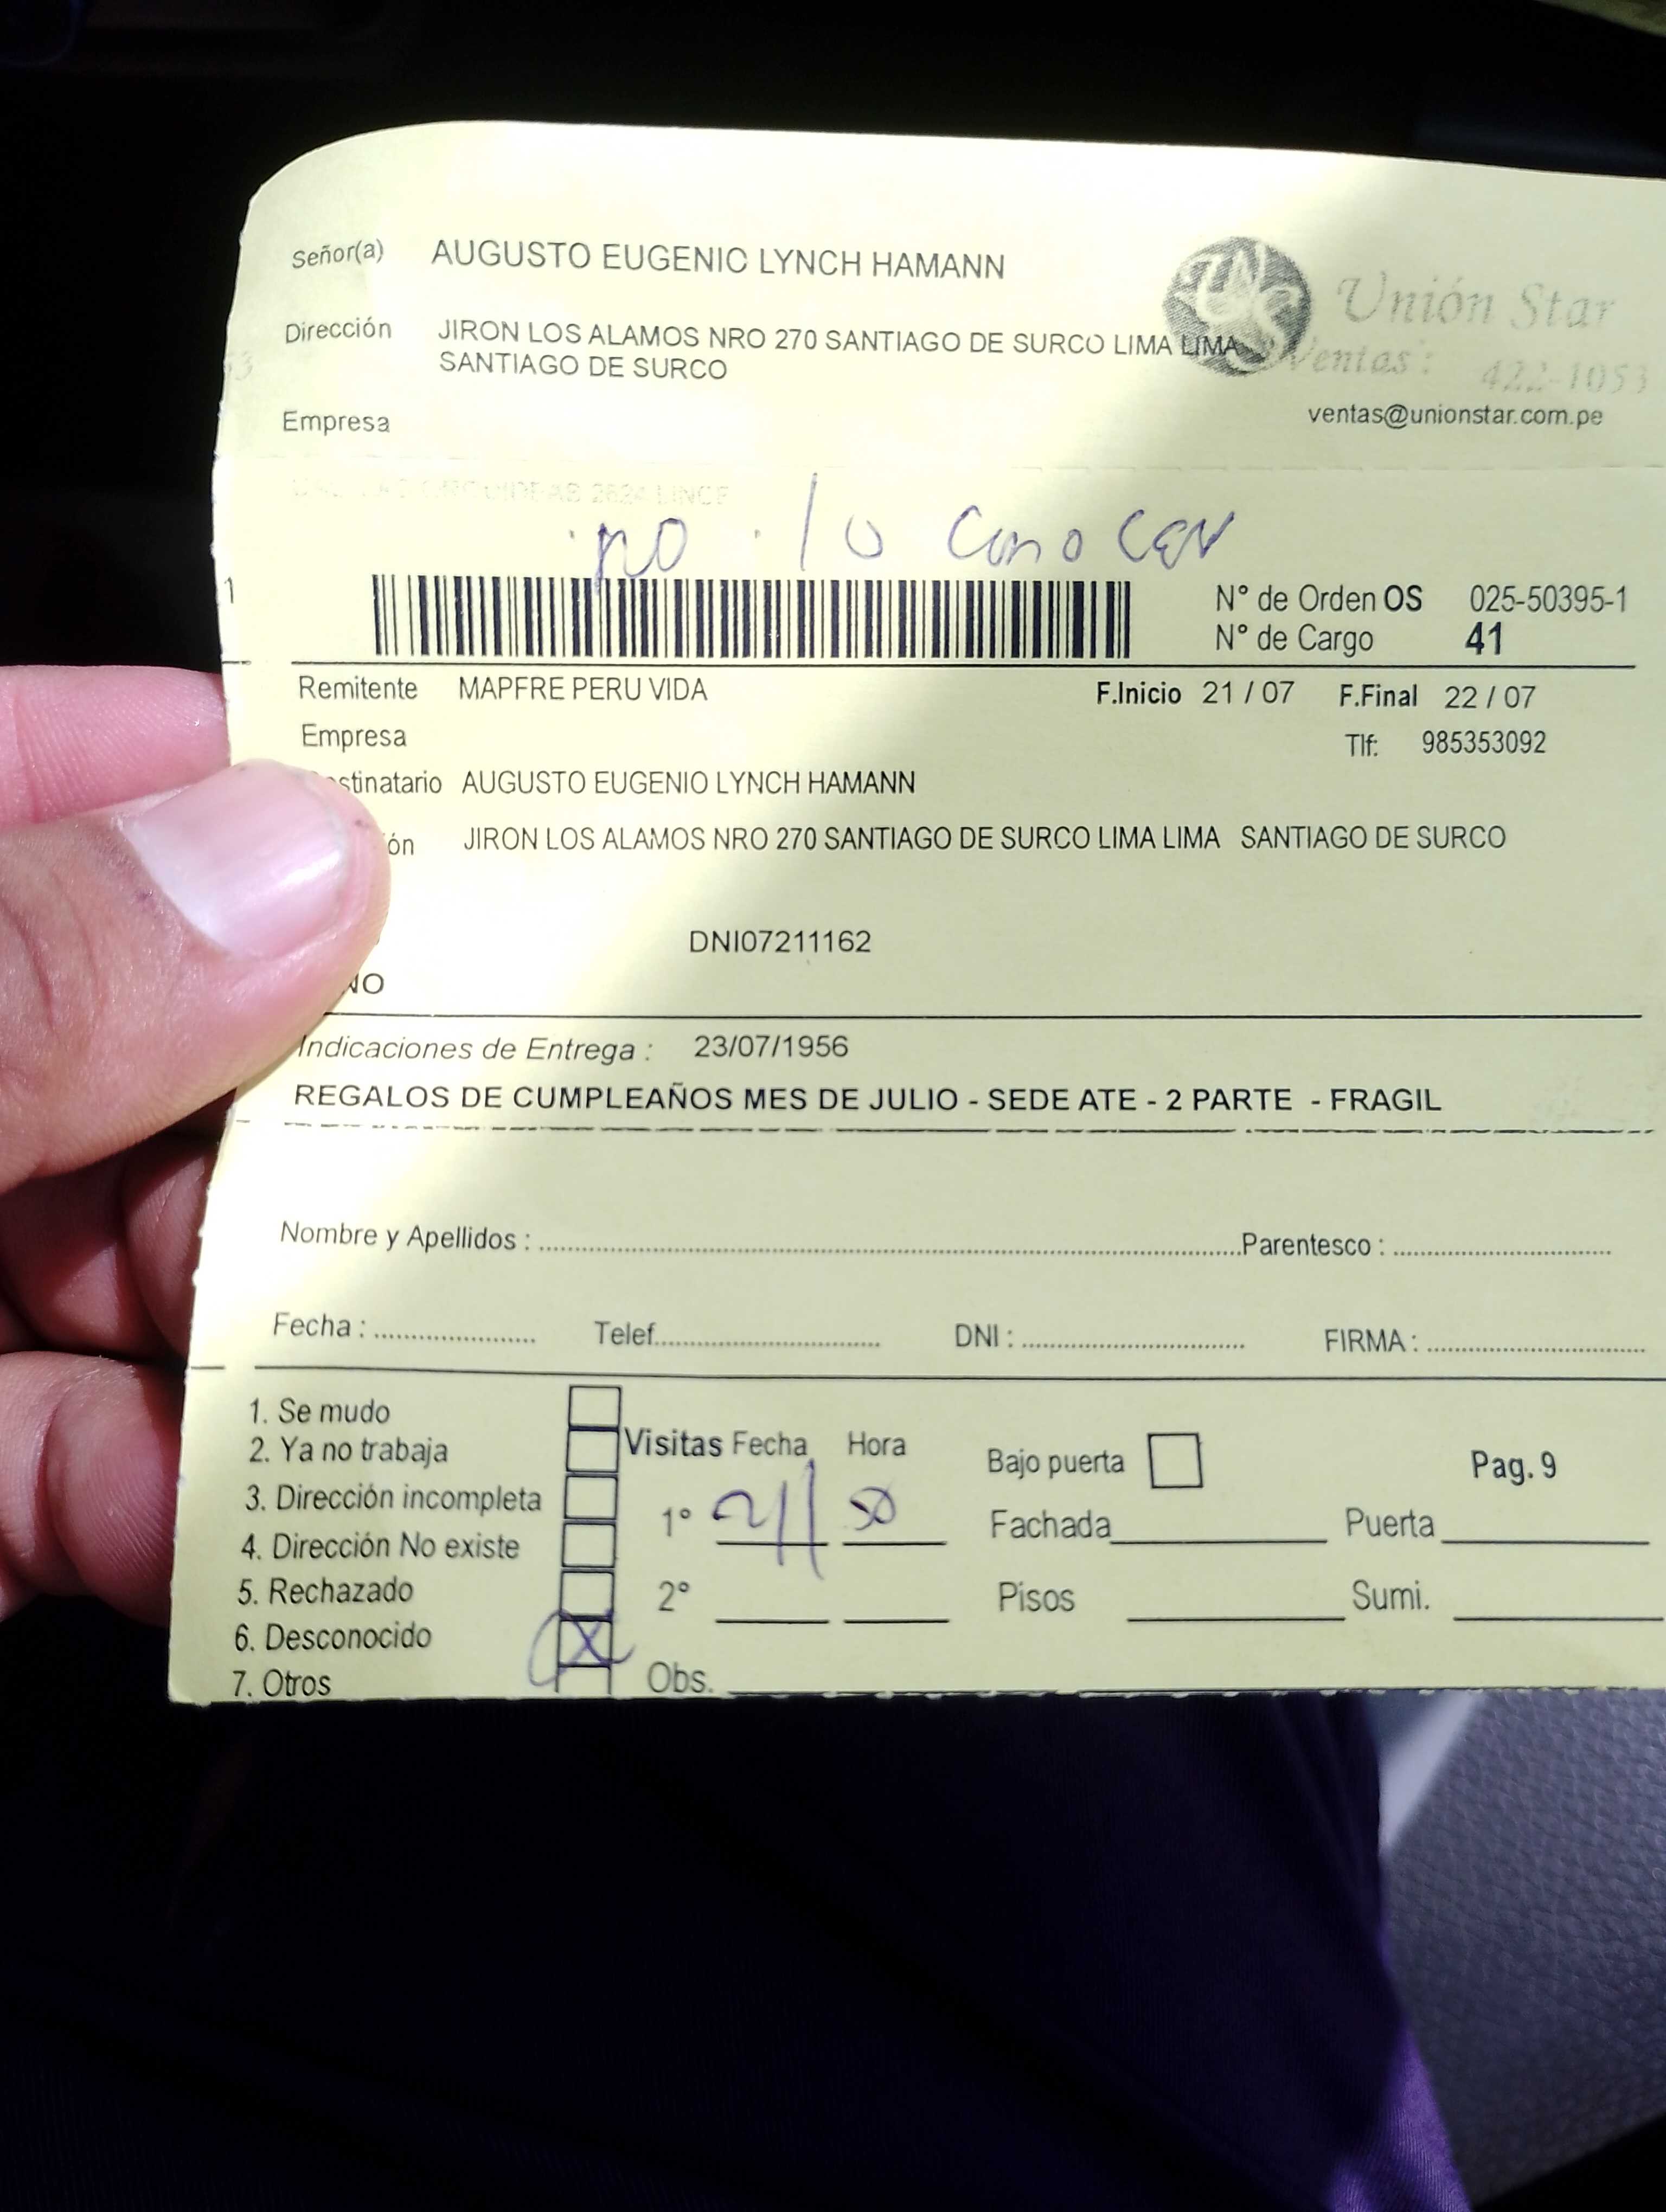 Señor(a) AUGUSTO EUGENIO LYNCH HAMANN
Unión Star
Dirección JIRON LOS ALAMOS NRO 270 SANTIAGO DE SURCO LIMA LIMA
SANTIAGO DE SURCO
Ventas: 422-1053
ventas@unionstar.com.pe
Empresa
no lo conocen
1
N° de Orden OS 025-50395-1
N° de Cargo 41
Remitente MAPFRE PERU VIDA F.Inicio 21 / 07 F.Final 22 / 07
Empresa Tlf: 985353092
stinatario AUGUSTO EUGENIO LYNCH HAMANN
ón JIRON LOS ALAMOS NRO 270 SANTIAGO DE SURCO LIMA LIMA SANTIAGO DE SURCO
DNI07211162
NO
Indicaciones de Entrega : 23/07/1956
REGALOS DE CUMPLEAÑOS MES DE JULIO - SEDE ATE - 2 PARTE - FRAGIL
Nombre y Apellidos : Parentesco :
Fecha : Telef. DNI : FIRMA :
1. Se mudo
2. Ya no trabaja
3. Dirección incompleta
4. Dirección No existe
5. Rechazado
6. Desconocido
7. Otros
Visitas Fecha Hora
1°
2°
Obs.
Bajo puerta Pag. 9
Fachada Puerta
Pisos Sumi.